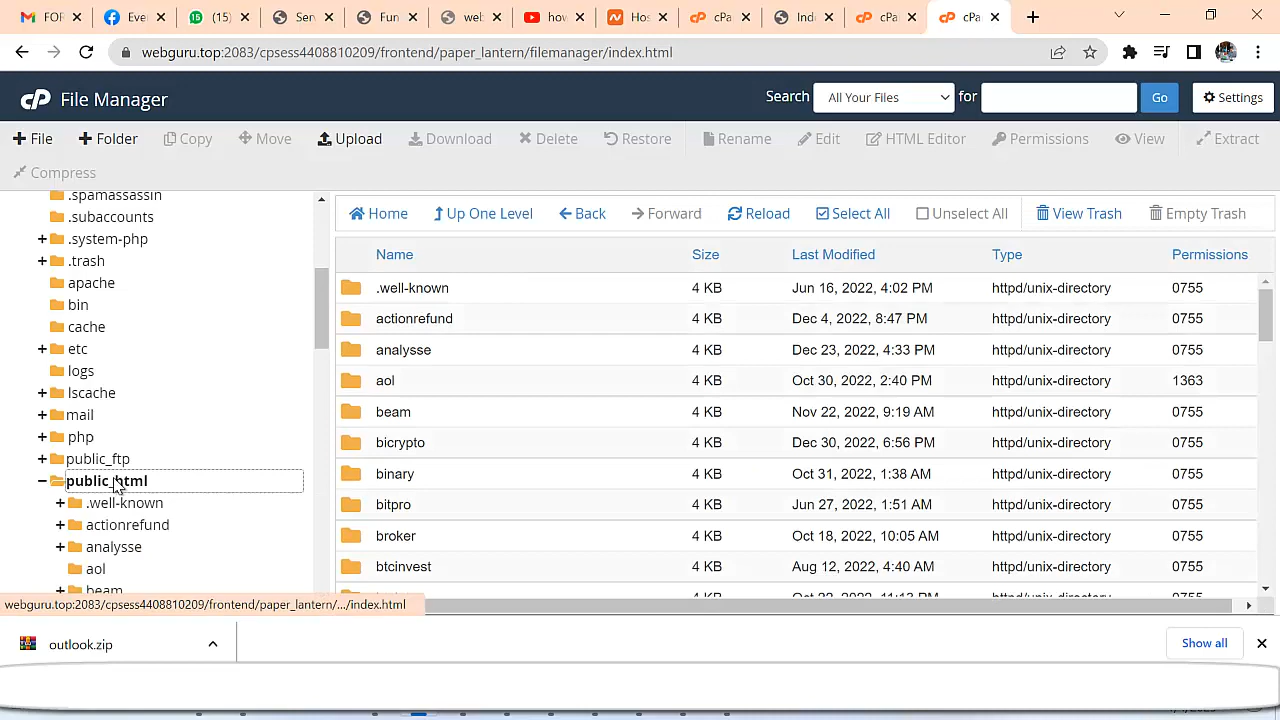 FOF
Eve
(15)
Ser
Fun
wel
how
Hos
cPa
Ind
cPa
cPa
webguru.top:2083/cpsess4408810209/frontend/paper_lantern/filemanager/index.html
cP File Manager
Search All Your Files for Go Settings
File Folder Copy Move Upload Download Delete Restore Rename Edit HTML Editor Permissions View Extract
Compress
.spamassassin
.subaccounts
.system-php
.trash
apache
bin
cache
etc
logs
lscache
mail
php
public_ftp
public_html
.well-known
actionrefund
analysse
aol
beam
Home Up One Level Back Forward Reload Select All Unselect All View Trash Empty Trash
Name Size Last Modified Type Permissions
.well-known 4 KB Jun 16, 2022, 4:02 PM httpd/unix-directory 0755
actionrefund 4 KB Dec 4, 2022, 8:47 PM httpd/unix-directory 0755
analysse 4 KB Dec 23, 2022, 4:33 PM httpd/unix-directory 0755
aol 4 KB Oct 30, 2022, 2:40 PM httpd/unix-directory 1363
beam 4 KB Nov 22, 2022, 9:19 AM httpd/unix-directory 0755
bicrypto 4 KB Dec 30, 2022, 6:56 PM httpd/unix-directory 0755
binary 4 KB Oct 31, 2022, 1:38 AM httpd/unix-directory 0755
bitpro 4 KB Jun 27, 2022, 1:51 AM httpd/unix-directory 0755
broker 4 KB Oct 18, 2022, 10:05 AM httpd/unix-directory 0755
btcinvest 4 KB Aug 12, 2022, 4:40 AM httpd/unix-directory 0755
webguru.top:2083/cpsess4408810209/frontend/paper_lantern/.../index.html
outlook.zip
Show all